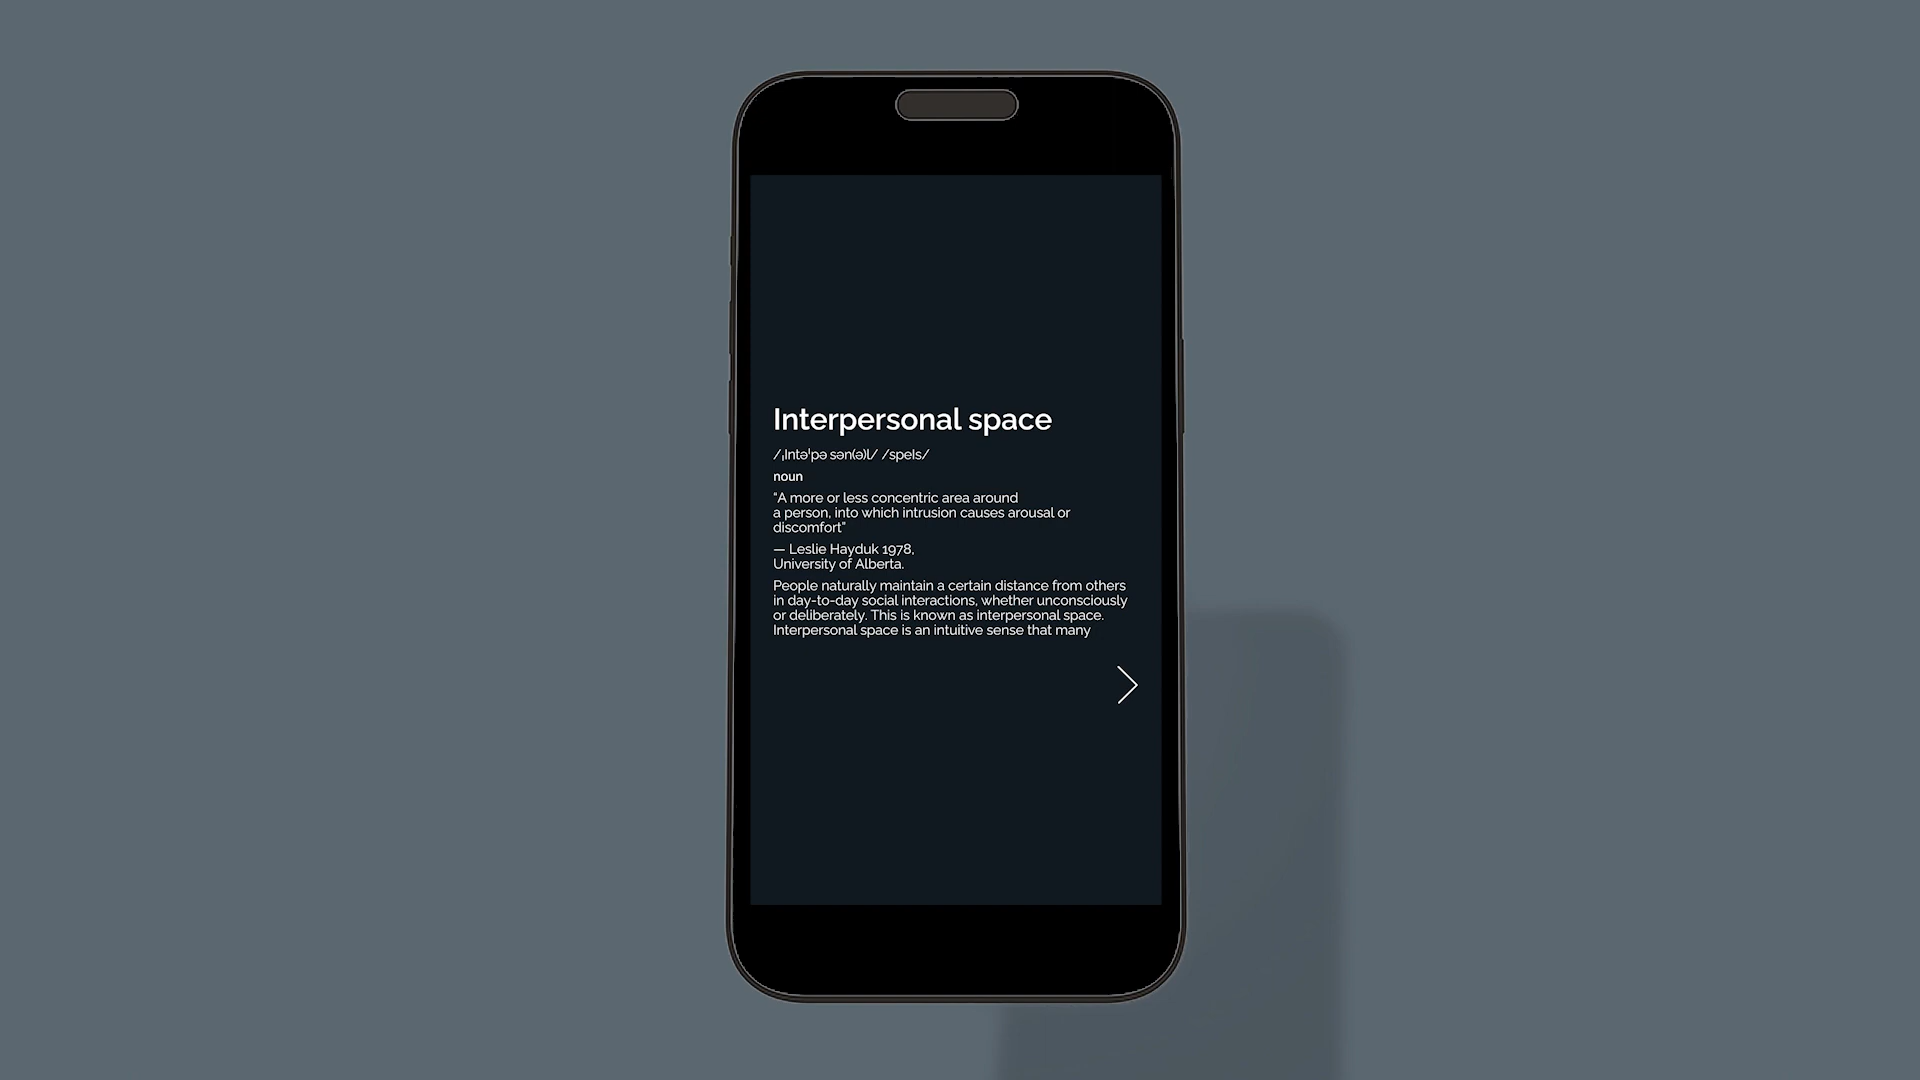 Interpersonal space
/ˌIntəˈpə sən(ə)l/ /speIs/
noun
“A more or less concentric area around
a person, into which intrusion causes arousal or
discomfort”
— Leslie Hayduk 1978,
University of Alberta.
People naturally maintain a certain distance from others
in day-to-day social interactions, whether unconsciously
or deliberately. This is known as interpersonal space.
Interpersonal space is an intuitive sense that many